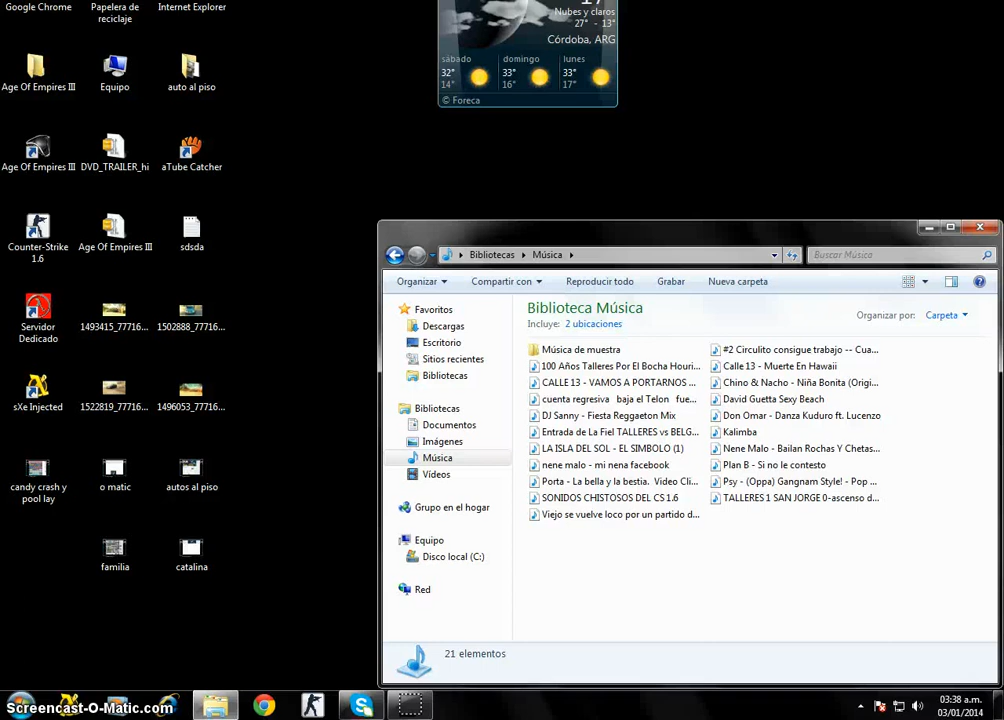 Google Chrome
Papelera de
reciclaje
Internet Explorer
Age Of Empires III
Equipo
auto al piso
Age Of Empires III
DVD_TRAILER_hi
aTube Catcher
Counter-Strike
1.6
Age Of Empires III
sdsda
Servidor
Dedicado
1493415_77716...
1502888_77716...
sXe Injected
1522819_77716...
1496053_77716...
candy crash y
pool lay
o matic
autos al piso
familia
catalina
Nubes y claros
27° - 13°
Córdoba, ARG
sábado
domingo
lunes
32°
33°
33°
14°
16°
17°
© Foreca
Bibliotecas
Música
Buscar Música
Organizar
Compartir con
Reproducir todo
Grabar
Nueva carpeta
Favoritos
Descargas
Escritorio
Sitios recientes
Bibliotecas
Bibliotecas
Documentos
Imágenes
Música
Vídeos
Grupo en el hogar
Equipo
Disco local (C:)
Red
Biblioteca Música
Incluye: 2 ubicaciones
Organizar por: Carpeta
Música de muestra
100 Años Talleres Por El Bocha Houri...
CALLE 13 - VAMOS A PORTARNOS ...
cuenta regresiva   baja el Telon   fue...
DJ Sanny - Fiesta Reggaeton Mix
Entrada de La Fiel TALLERES vs BELG...
LA ISLA DEL SOL - EL SIMBOLO (1)
nene malo - mi nena facebook
Porta - La bella y la bestia.  Video Cli...
SONIDOS CHISTOSOS DEL CS 1.6
Viejo se vuelve loco por un partido d...
#2 Circulito consigue trabajo -- Cua...
Calle 13 - Muerte En Hawaii
Chino & Nacho - Niña Bonita (Origi...
David Guetta Sexy Beach
Don Omar - Danza Kuduro ft. Lucenzo
Kalimba
Nene Malo - Bailan Rochas Y Chetas...
Plan B - Si no le contesto
Psy - (Oppa) Gangnam Style! - Pop ...
TALLERES 1 SAN JORGE 0-ascenso d...
21 elementos
Screencast-O-Matic.com
03:38 a.m.
03/01/2014